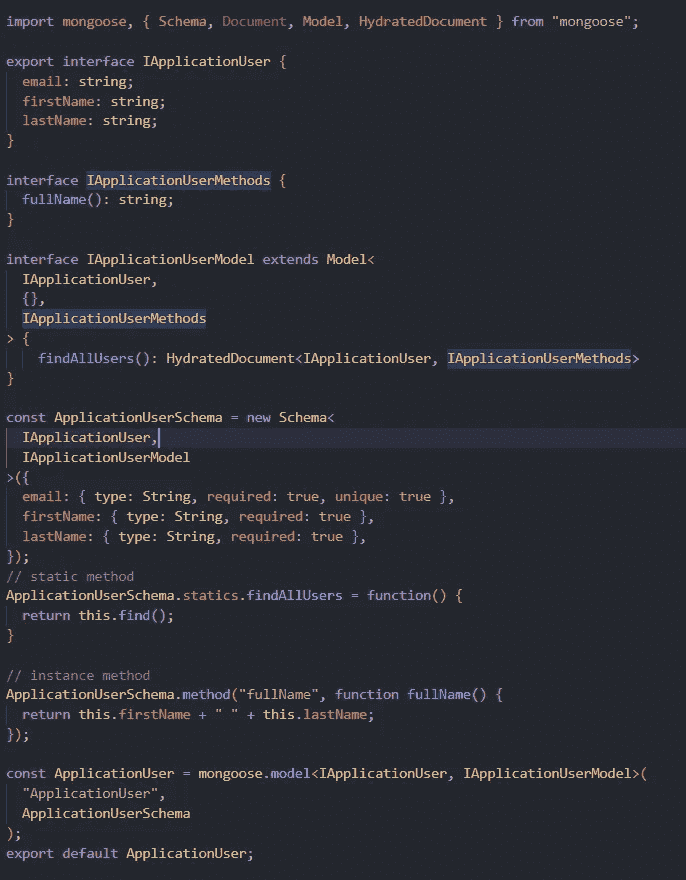 import mongoose, { Schema, Document, Model, HydratedDocument } from "mongoose";
export interface IApplicationUser {
email: string;
firstName: string;
lastName: string;
}
interface IApplicationUserMethods {
fullName(): string;
}
interface IApplicationUserModel extends Model<
IApplicationUser,
{},
IApplicationUserMethods
> {
findAllUsers(): HydratedDocument<IApplicationUser, IApplicationUserMethods>
}
const ApplicationUserSchema = new Schema<
IApplicationUser,
IApplicationUserModel
>({
email: { type: String, required: true, unique: true },
firstName: { type: String, required: true },
lastName: { type: String, required: true },
});
// static method
ApplicationUserSchema.statics.findAllUsers = function() {
return this.find();
}
// instance method
ApplicationUserSchema.method("fullName", function fullName() {
return this.firstName + " " + this.lastName;
});
const ApplicationUser = mongoose.model<IApplicationUser, IApplicationUserModel>(
"ApplicationUser",
ApplicationUserSchema
);
export default ApplicationUser;